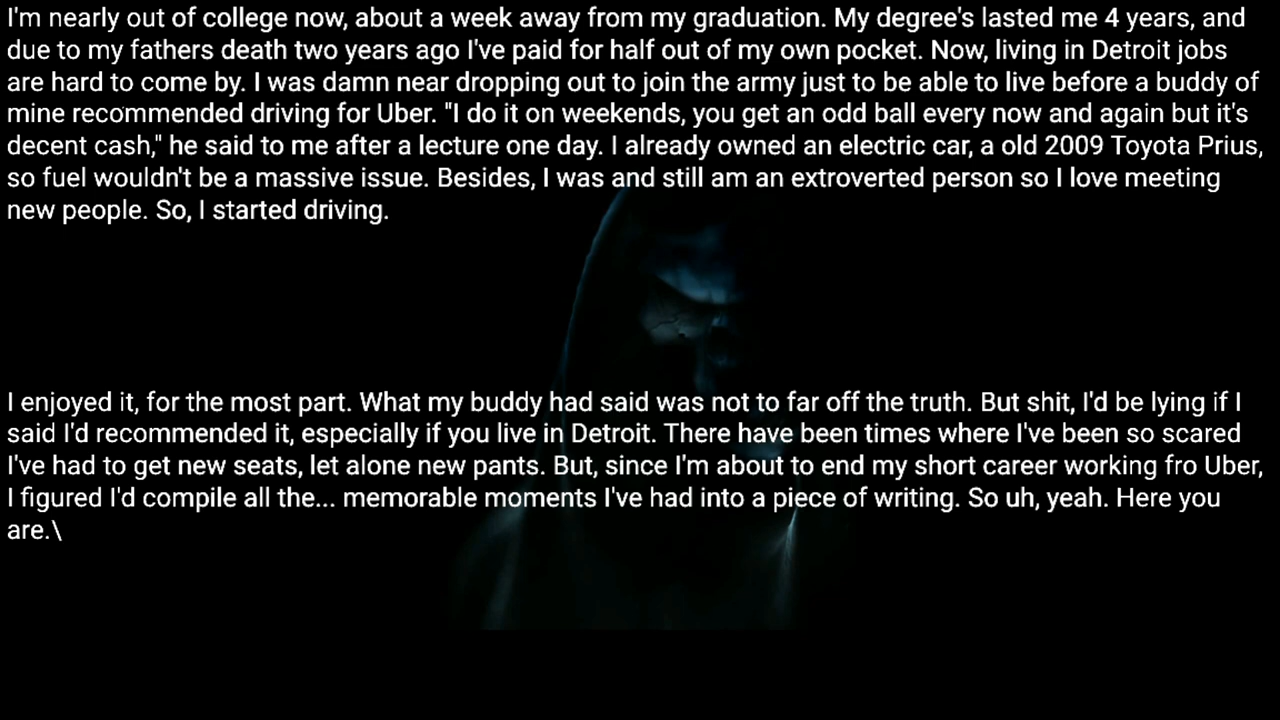 I'm nearly out of college now, about a week away from my graduation. My degree's lasted me 4 years, and
due to my fathers death two years ago I've paid for half out of my own pocket. Now, living in Detroit jobs
are hard to come by. I was damn near dropping out to join the army just to be able to live before a buddy of
mine recommended driving for Uber. "I do it on weekends, you get an odd ball every now and again but it's
decent cash," he said to me after a lecture one day. I already owned an electric car, a old 2009 Toyota Prius,
so fuel wouldn't be a massive issue. Besides, I was and still am an extroverted person so I love meeting
new people. So, I started driving.
I enjoyed it, for the most part. What my buddy had said was not to far off the truth. But shit, I'd be lying if I
said I'd recommended it, especially if you live in Detroit. There have been times where I've been so scared
I've had to get new seats, let alone new pants. But, since I'm about to end my short career working fro Uber,
I figured I'd compile all the... memorable moments I've had into a piece of writing. So uh, yeah. Here you
are.\